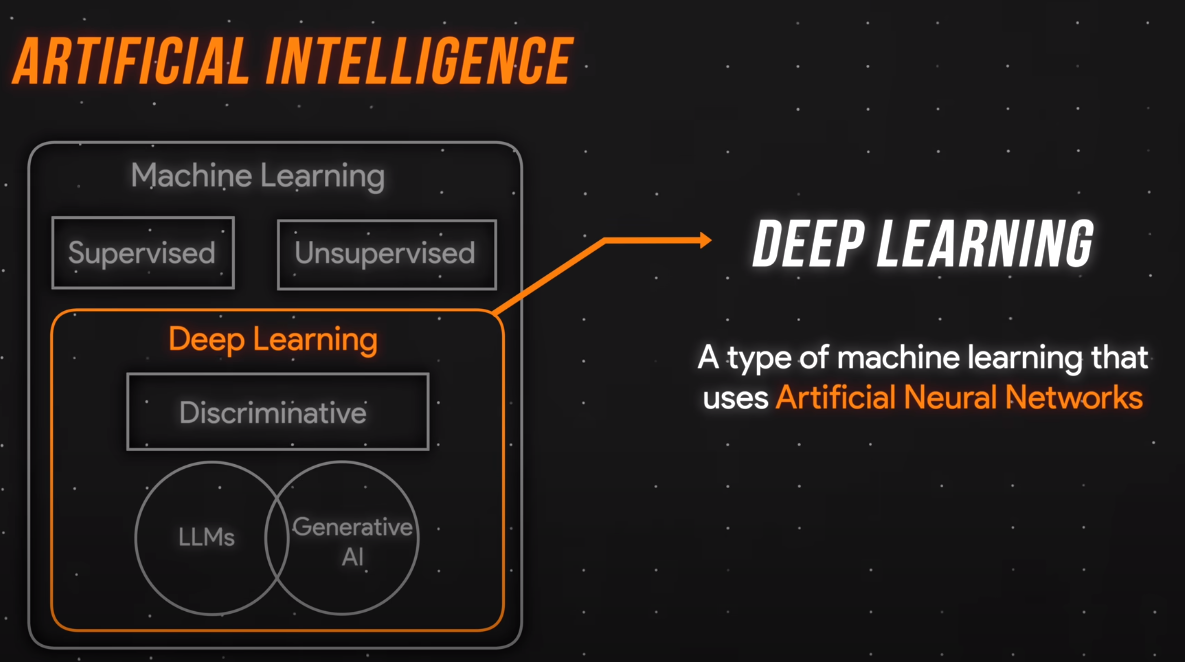 ARTIFICIAL INTELLIGENCE
Machine Learning
Supervised
Unsupervised
Deep Learning
Discriminative
LLMs
Generative
AI
DEEP LEARNING
A type of machine learning that
uses Artificial Neural Networks